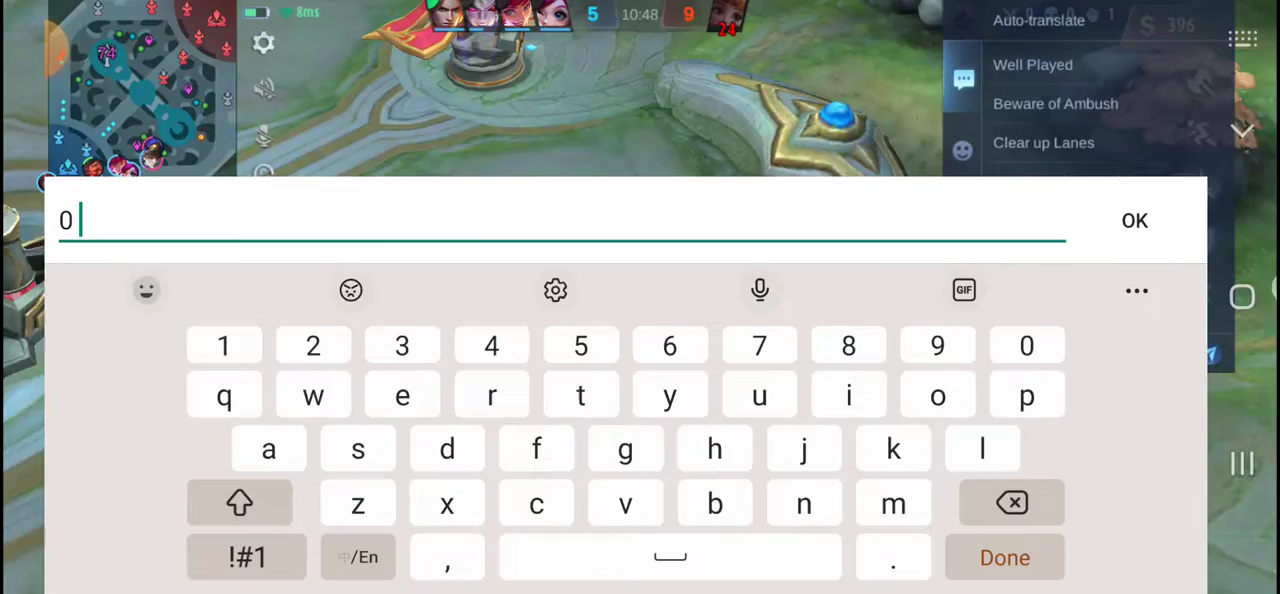 74
8ms
5 10:48 9
24
Auto-translate
$ 396
Well Played
Beware of Ambush
Clear up Lanes
0
OK
GIF
1 2 3 4 5 6 7 8 9 0
q w e r t y u i o p
a s d f g h j k l
z x c v b n m
!#1 中/En , . Done